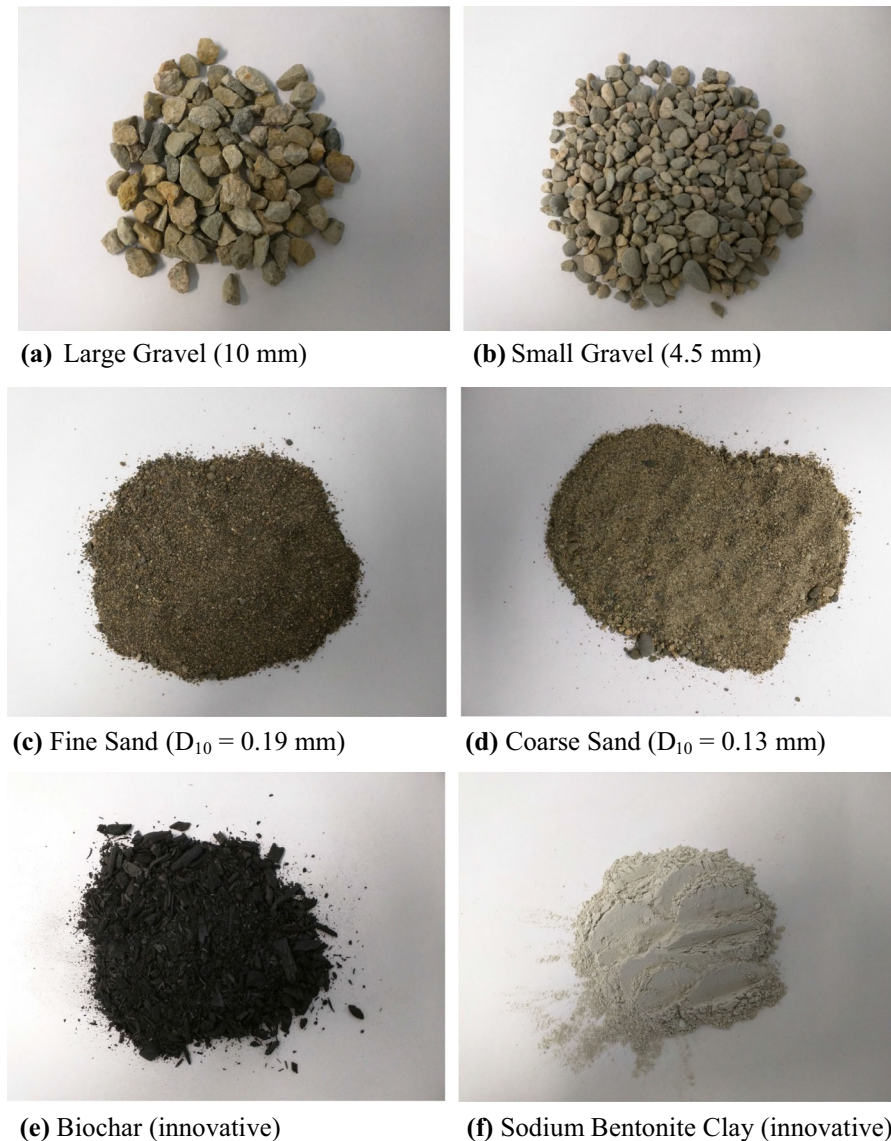 (a) Large Gravel (10 mm)
(b) Small Gravel (4.5 mm)
(c) Fine Sand (D₁₀ = 0.19 mm)
(d) Coarse Sand (D₁₀ = 0.13 mm)
(e) Biochar (innovative)
(f) Sodium Bentonite Clay (innovative)